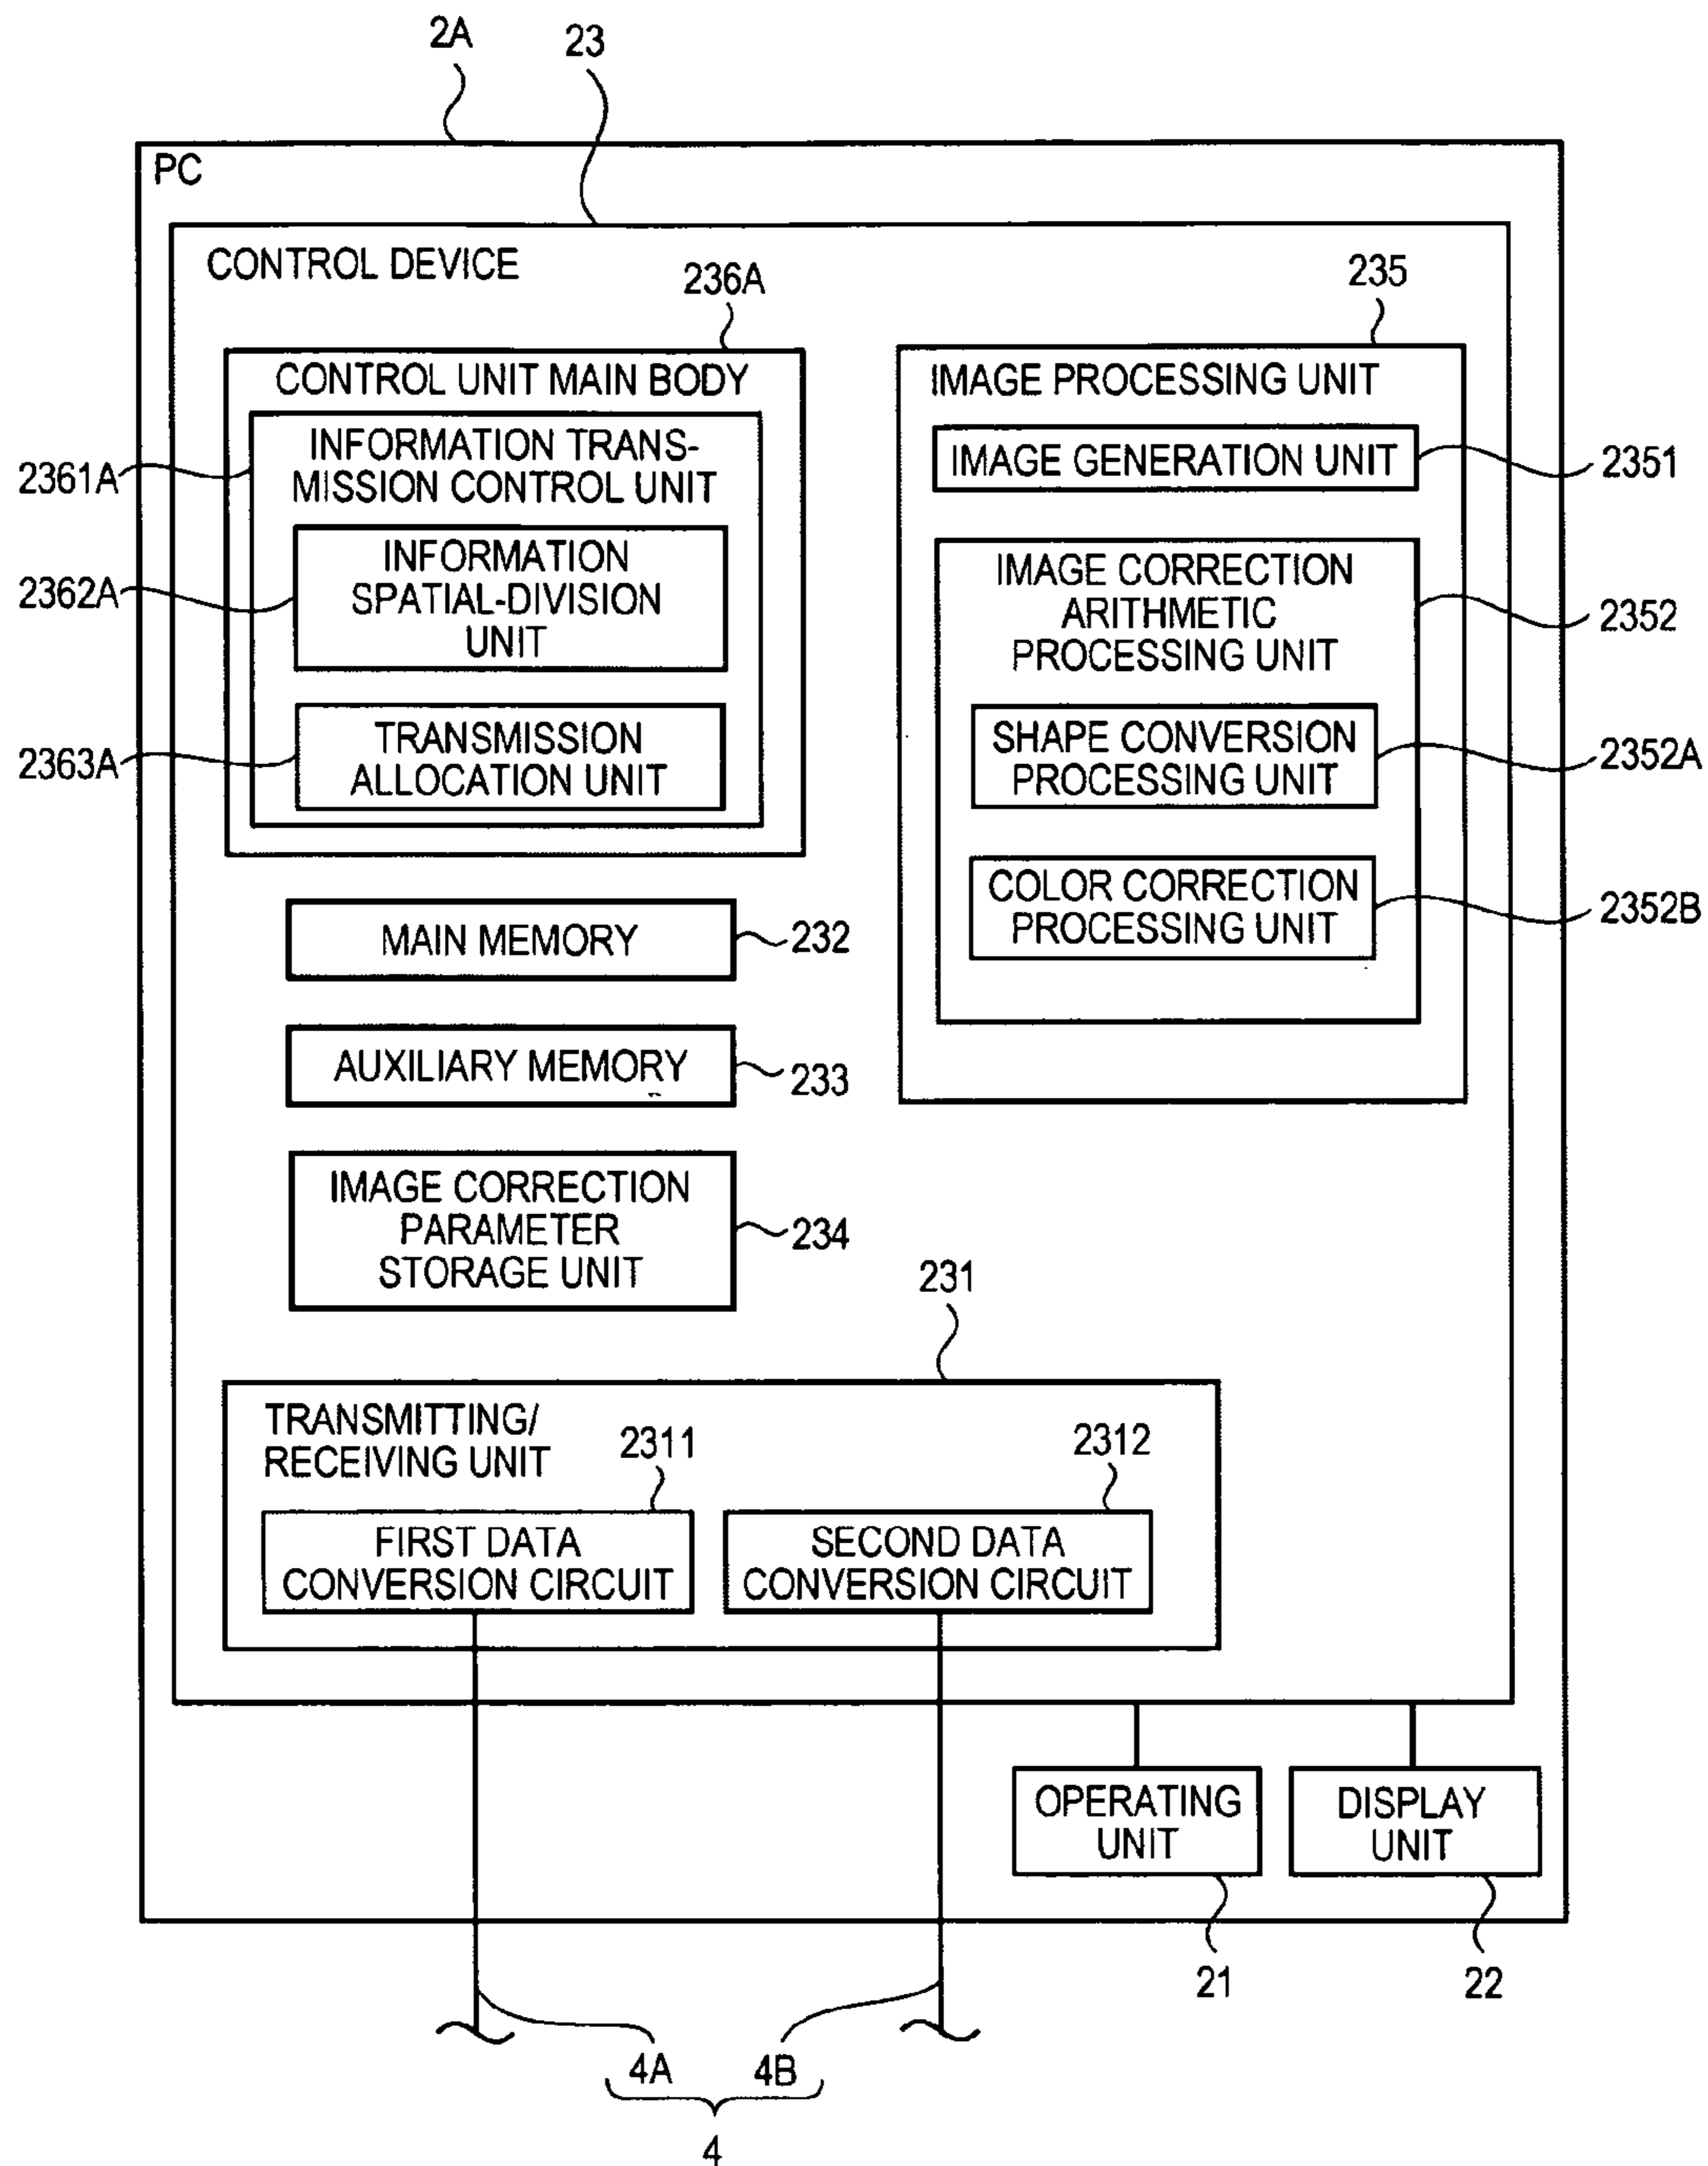 2A
23
PC
CONTROL DEVICE
236A
235
CONTROL UNIT MAIN BODY
INFORMATION TRANS-
MISSION CONTROL UNIT
2361A
INFORMATION
SPATIAL-DIVISION
UNIT
2362A
TRANSMISSION
ALLOCATION UNIT
2363A
IMAGE PROCESSING UNIT
IMAGE GENERATION UNIT
2351
IMAGE CORRECTION
ARITHMETIC
PROCESSING UNIT
2352
SHAPE CONVERSION
PROCESSING UNIT
2352A
COLOR CORRECTION
PROCESSING UNIT
2352B
MAIN MEMORY
232
AUXILIARY MEMORY
233
IMAGE CORRECTION
PARAMETER
STORAGE UNIT
234
231
TRANSMITTING/
RECEIVING UNIT
2311
2312
FIRST DATA
CONVERSION CIRCUIT
SECOND DATA
CONVERSION CIRCUIT
OPERATING
UNIT
DISPLAY
UNIT
21
22
4A
4B
4